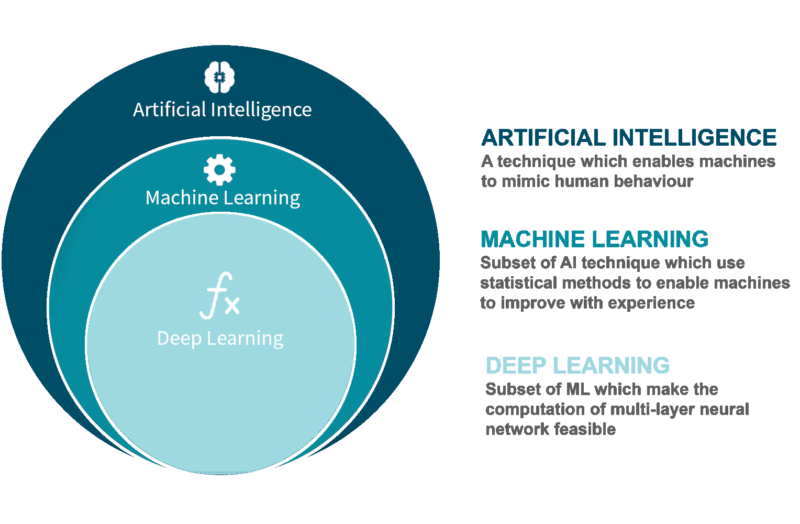 Artificial Intelligence
Machine Learning
fx
Deep Learning
ARTIFICIAL INTELLIGENCE
A technique which enables machines
to mimic human behaviour
MACHINE LEARNING
Subset of AI technique which use
statistical methods to enable machines
to improve with experience
DEEP LEARNING
Subset of ML which make the
computation of multi-layer neural
network feasible